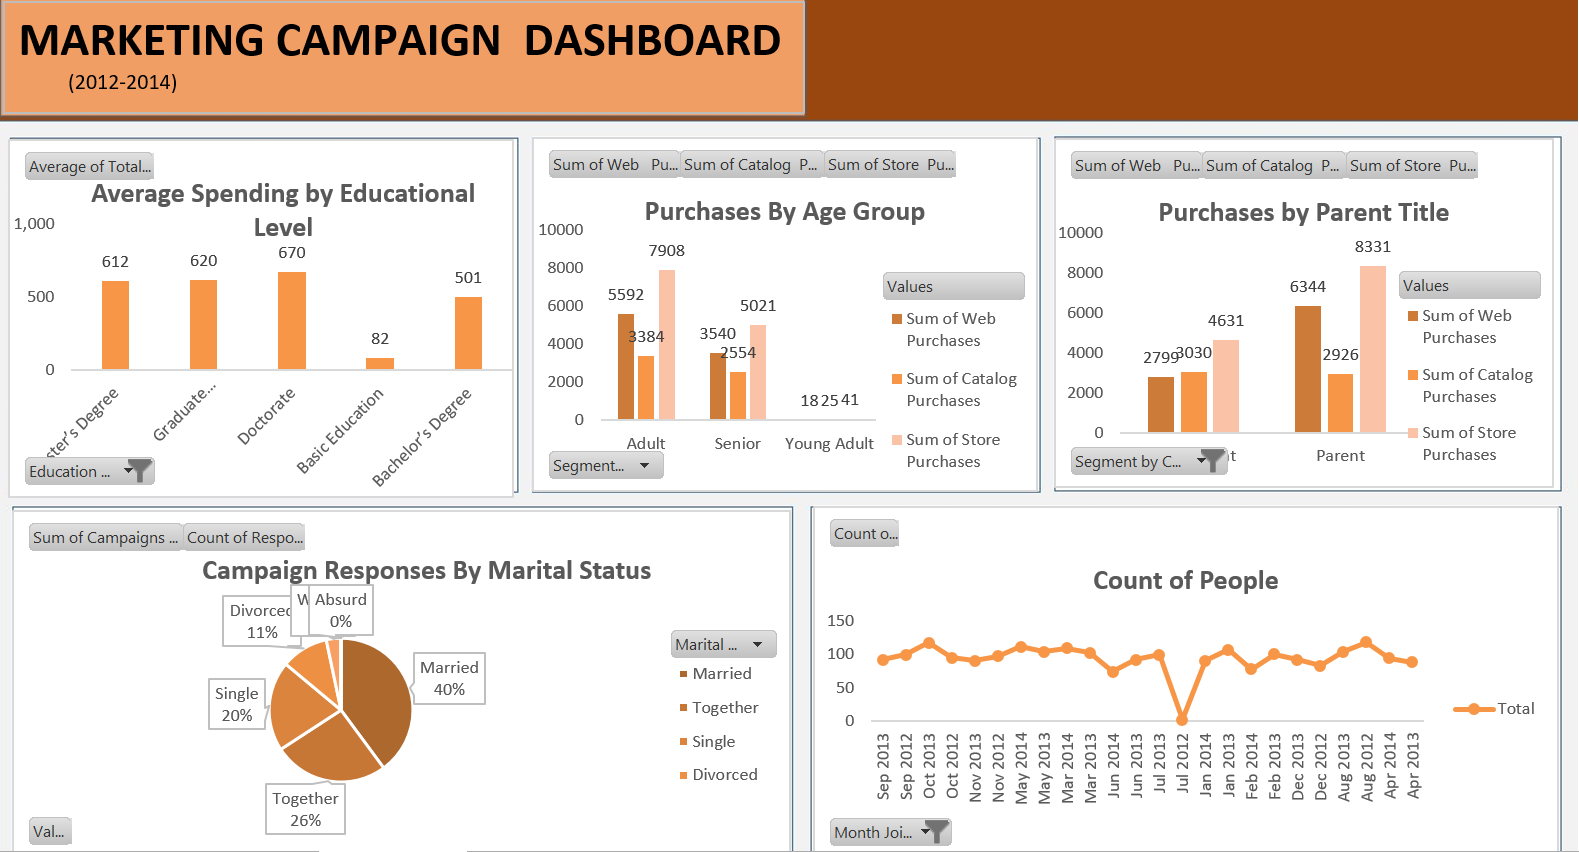 MARKETING CAMPAIGN DASHBOARD
(2012-2014)
Average of Total...
Average Spending by Educational
Level
1,000
500
0
612
620
670
82
501
ster's Degree
Graduate...
Doctorate
Basic Education
Bachelor's Degree
Education ...
Sum of Web Pu...
Sum of Catalog P...
Sum of Store Pu...
Purchases By Age Group
10000
8000
6000
4000
2000
0
5592
3384
7908
3540
2554
5021
18
25
41
Adult
Senior
Young Adult
Segment...
Values
Sum of Web
Purchases
Sum of Catalog
Purchases
Sum of Store
Purchases
Sum of Web Pu...
Sum of Catalog P...
Sum of Store Pu...
Purchases by Parent Title
10000
8000
6000
4000
2000
0
2799
3030
4631
6344
2926
8331
t
Parent
Segment by C...
Values
Sum of Web
Purchases
Sum of Catalog
Purchases
Sum of Store
Purchases
Sum of Campaigns ...
Count of Respo...
Campaign Responses By Marital Status
Divorced
11%
W
Absurd
0%
Married
40%
Single
20%
Together
26%
Marital ...
Married
Together
Single
Divorced
Val...
Count o...
Count of People
150
100
50
0
Sep 2013
Sep 2012
Oct 2013
Oct 2012
Nov 2013
Nov 2012
May 2014
May 2013
Mar 2014
Mar 2013
Jun 2014
Jun 2013
Jul 2013
Jul 2012
Jan 2014
Jan 2013
Feb 2014
Feb 2013
Dec 2013
Dec 2012
Aug 2013
Aug 2012
Apr 2014
Apr 2013
Total
Month Joi...